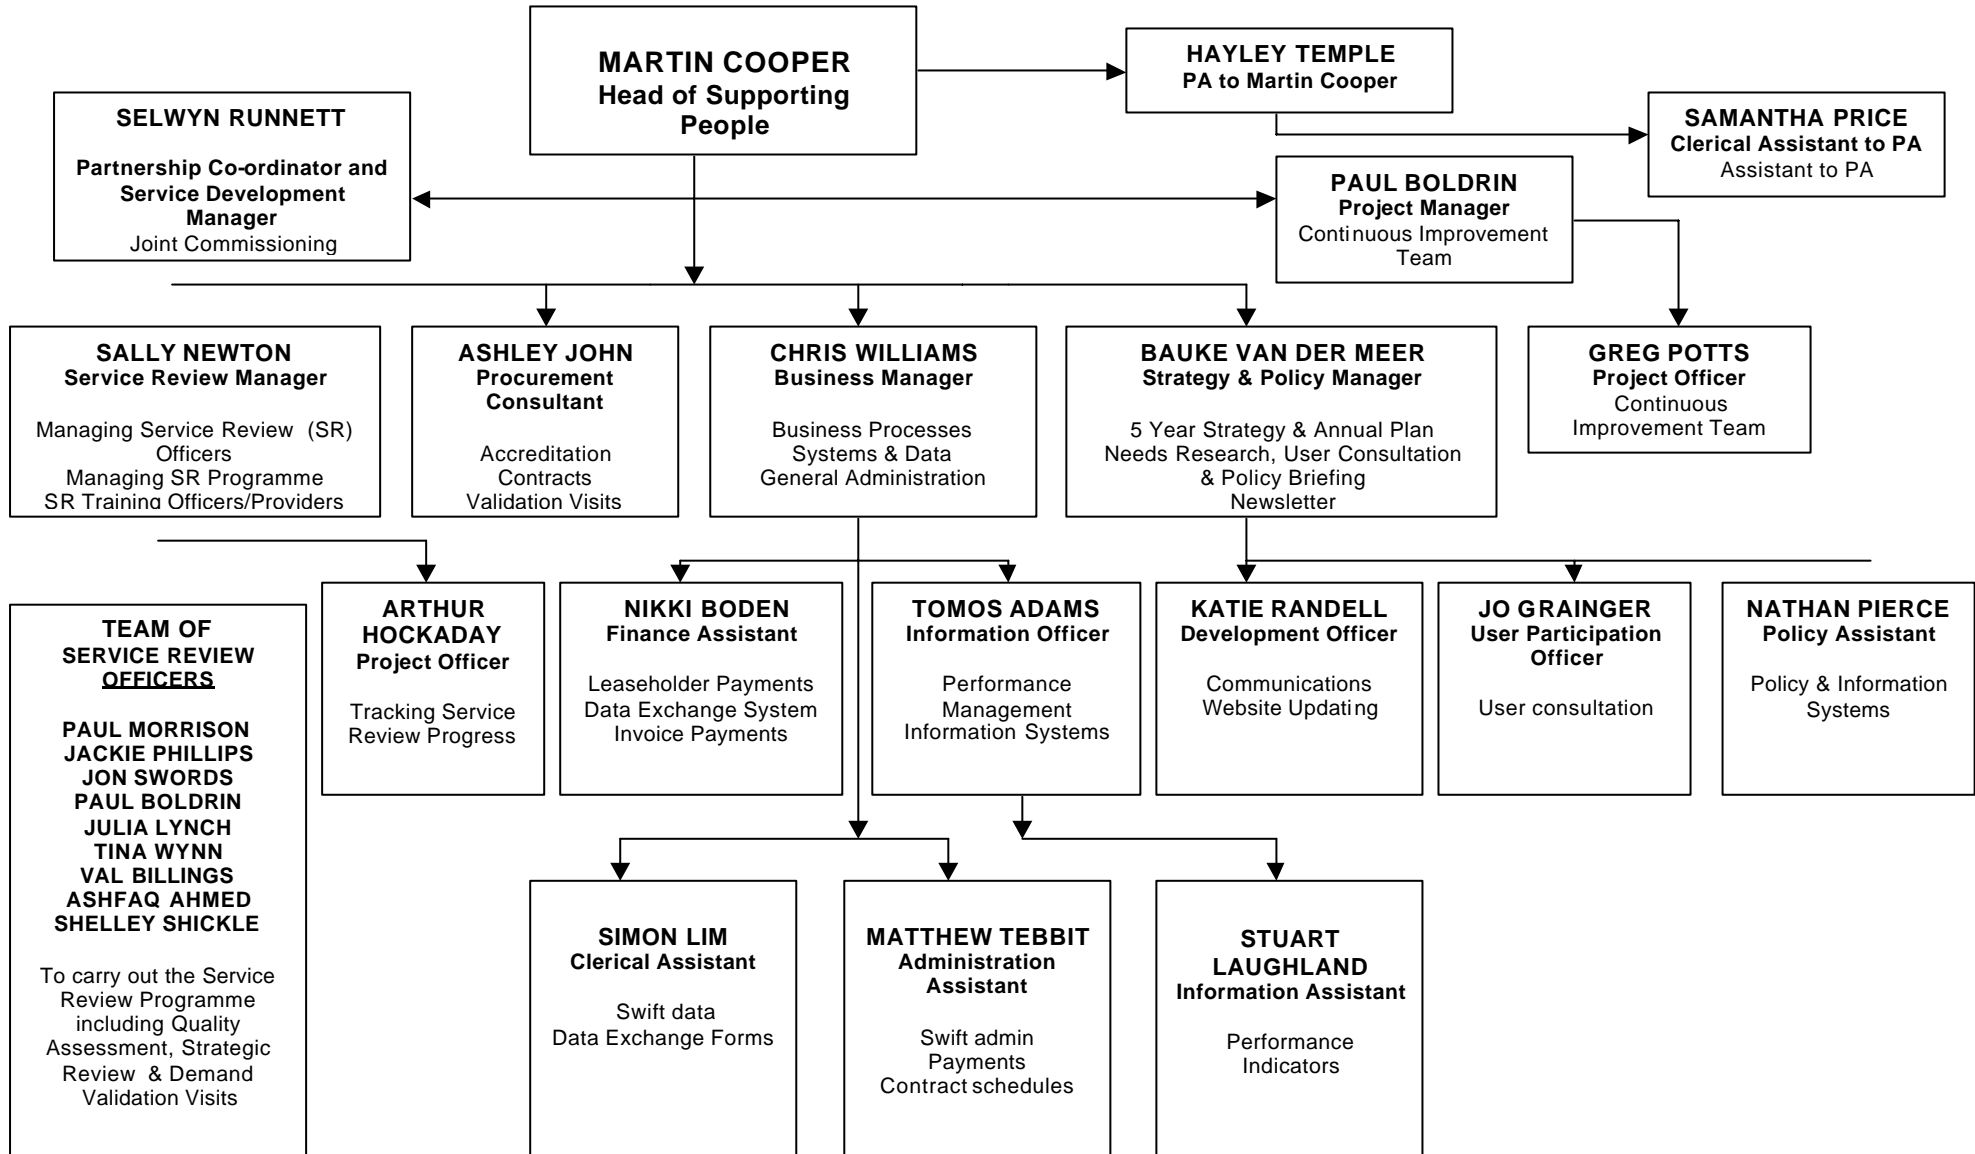 MARTIN COOPER
Head of Supporting
People
HAYLEY TEMPLE
PA to Martin Cooper
SELWYN RUNNETT
Partnership Co-ordinator and
Service Development
Manager
Joint Commissioning
SAMANTHA PRICE
Clerical Assistant to PA
Assistant to PA
PAUL BOLDRIN
Project Manager
Continuous Improvement
Team
SALLY NEWTON
Service Review Manager
Managing Service Review (SR)
Officers
Managing SR Programme
SR Training Officers/Providers
ASHLEY JOHN
Procurement
Consultant
Accreditation
Contracts
Validation Visits
CHRIS WILLIAMS
Business Manager
Business Processes
Systems & Data
General Administration
BAUKE VAN DER MEER
Strategy & Policy Manager
5 Year Strategy & Annual Plan
Needs Research, User Consultation
& Policy Briefing
Newsletter
GREG POTTS
Project Officer
Continuous
Improvement Team
TEAM OF
SERVICE REVIEW
OFFICERS
PAUL MORRISON
JACKIE PHILLIPS
JON SWORDS
PAUL BOLDRIN
JULIA LYNCH
TINA WYNN
VAL BILLINGS
ASHFAQ AHMED
SHELLEY SHICKLE
To carry out the Service
Review Programme
including Quality
Assessment, Strategic
Review & Demand
Validation Visits
ARTHUR
HOCKADAY
Project Officer
Tracking Service
Review Progress
NIKKI BODEN
Finance Assistant
Leaseholder Payments
Data Exchange System
Invoice Payments
TOMOS ADAMS
Information Officer
Performance
Management
Information Systems
KATIE RANDELL
Development Officer
Communications
Website Updating
JO GRAINGER
User Participation
Officer
User consultation
NATHAN PIERCE
Policy Assistant
Policy & Information
Systems
SIMON LIM
Clerical Assistant
Swift data
Data Exchange Forms
MATTHEW TEBBIT
Administration
Assistant
Swift admin
Payments
Contract schedules
STUART
LAUGHLAND
Information Assistant
Performance
Indicators